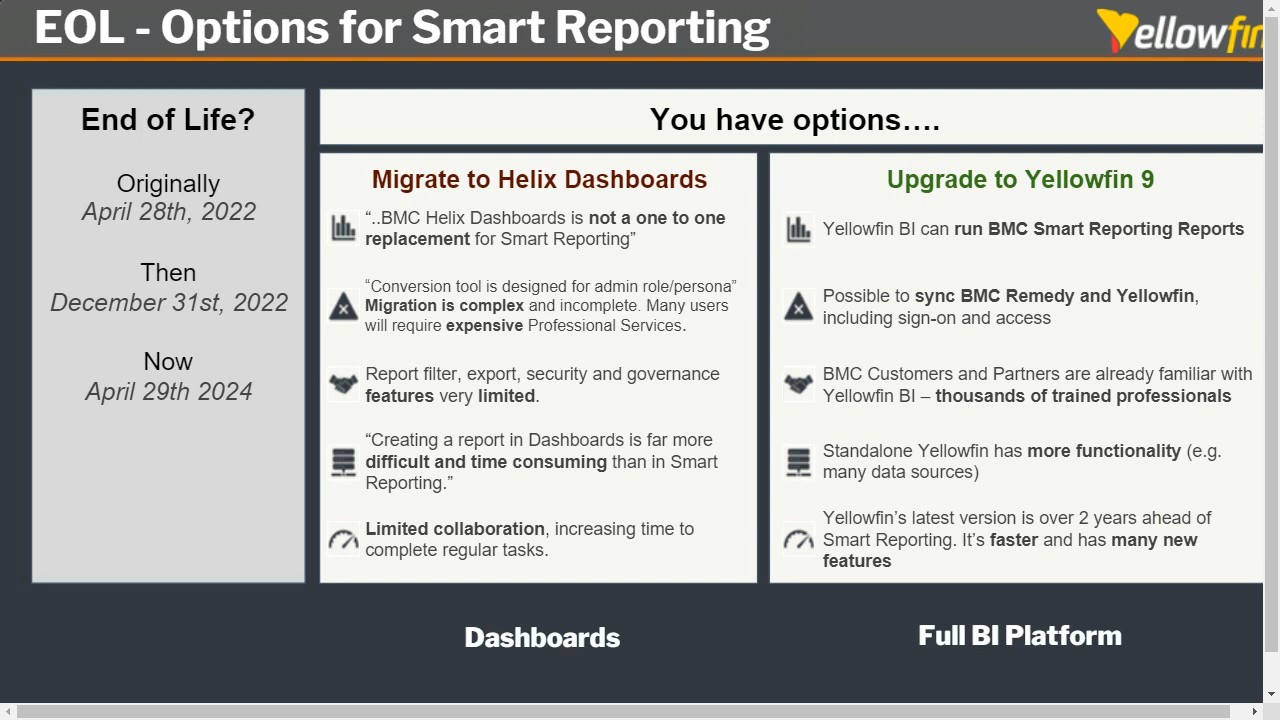 EOL - Options for Smart Reporting
Yellowfin
End of Life?
Originally
April 28th, 2022
Then
December 31st, 2022
Now
April 29th 2024
You have options….
Migrate to Helix Dashboards
“..BMC Helix Dashboards is not a one to one
replacement for Smart Reporting”
“Conversion tool is designed for admin role/persona”
Migration is complex and incomplete. Many users
will require expensive Professional Services.
Report filter, export, security and governance
features very limited.
“Creating a report in Dashboards is far more
difficult and time consuming than in Smart
Reporting.”
Limited collaboration, increasing time to
complete regular tasks.
Upgrade to Yellowfin 9
Yellowfin BI can run BMC Smart Reporting Reports
Possible to sync BMC Remedy and Yellowfin,
including sign-on and access
BMC Customers and Partners are already familiar with
Yellowfin BI – thousands of trained professionals
Standalone Yellowfin has more functionality (e.g.
many data sources)
Yellowfin’s latest version is over 2 years ahead of
Smart Reporting. It’s faster and has many new
features
Dashboards
Full BI Platform